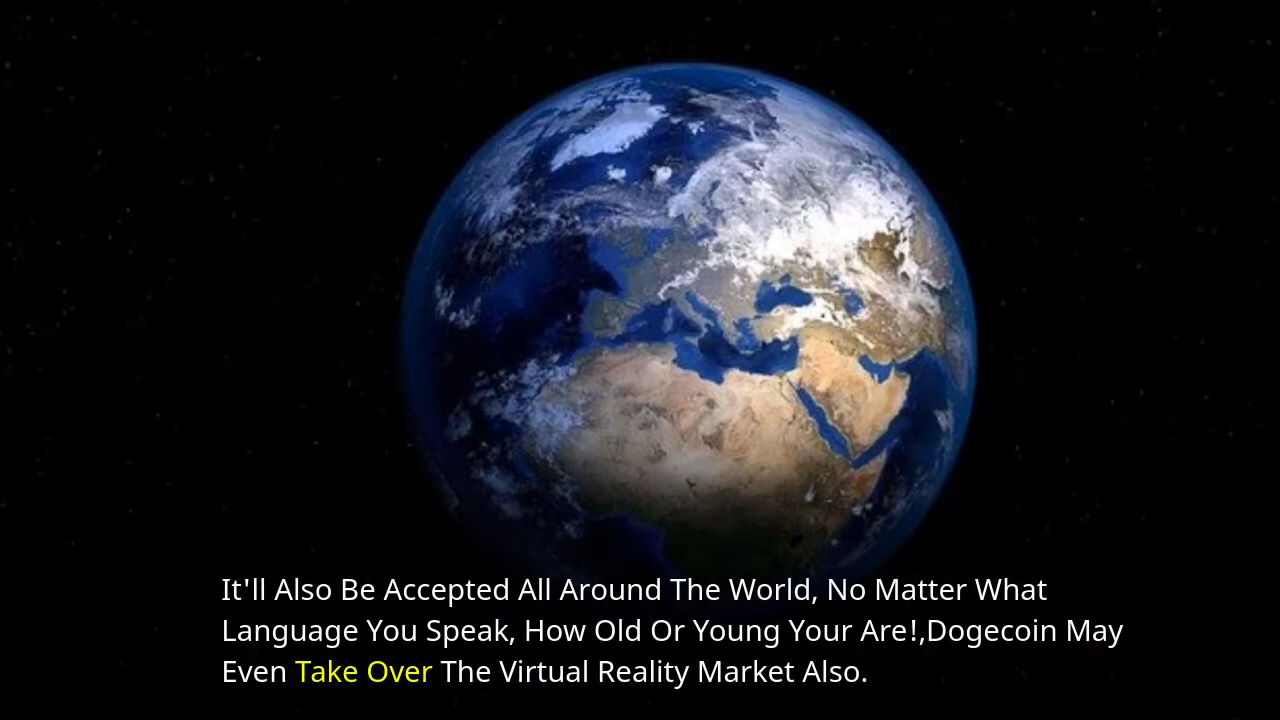 It'll Also Be Accepted All Around The World, No Matter What
Language You Speak, How Old Or Young Your Are!,Dogecoin May
Even Take Over The Virtual Reality Market Also.